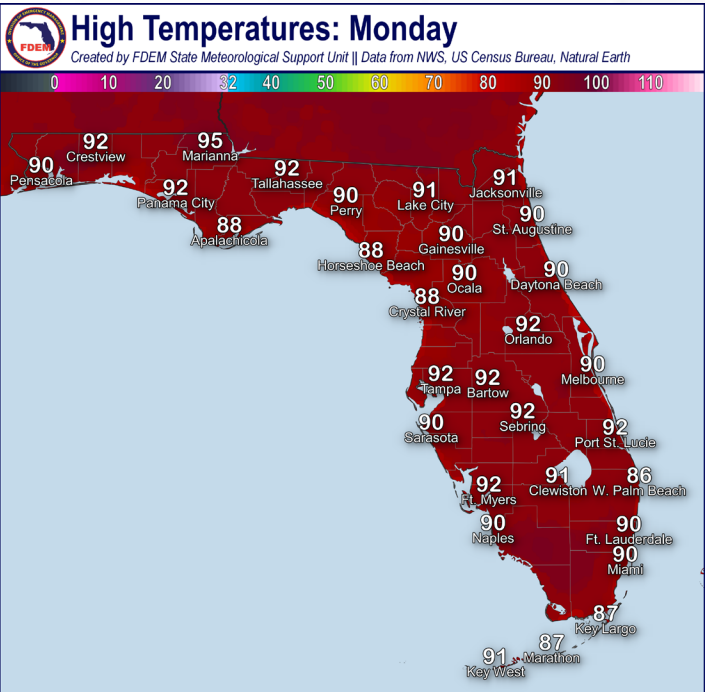 High Temperatures: Monday
Created by FDEM State Meteorological Support Unit || Data from NWS, US Census Bureau, Natural Earth
FDEM
0 10 20 32 40 50 60 70 80 90 100 110
95
Marianna
92
Crestview
90
Pensacola
92
Tallahassee
92
Panama City
91
Jacksonville
91
Lake City
90
Perry
90
St. Augustine
88
Apalachicola
90
Gainesville
88
Horseshoe Beach
90
Ocala
90
Daytona Beach
88
Crystal River
92
Orlando
90
Melbourne
92
Tampa
92
Bartow
92
Sebring
90
Sarasota
92
Port St. Lucie
91
Clewiston
86
W. Palm Beach
92
Ft. Myers
90
Naples
90
Ft. Lauderdale
90
Miami
87
Key Largo
87
Marathon
91
Key West